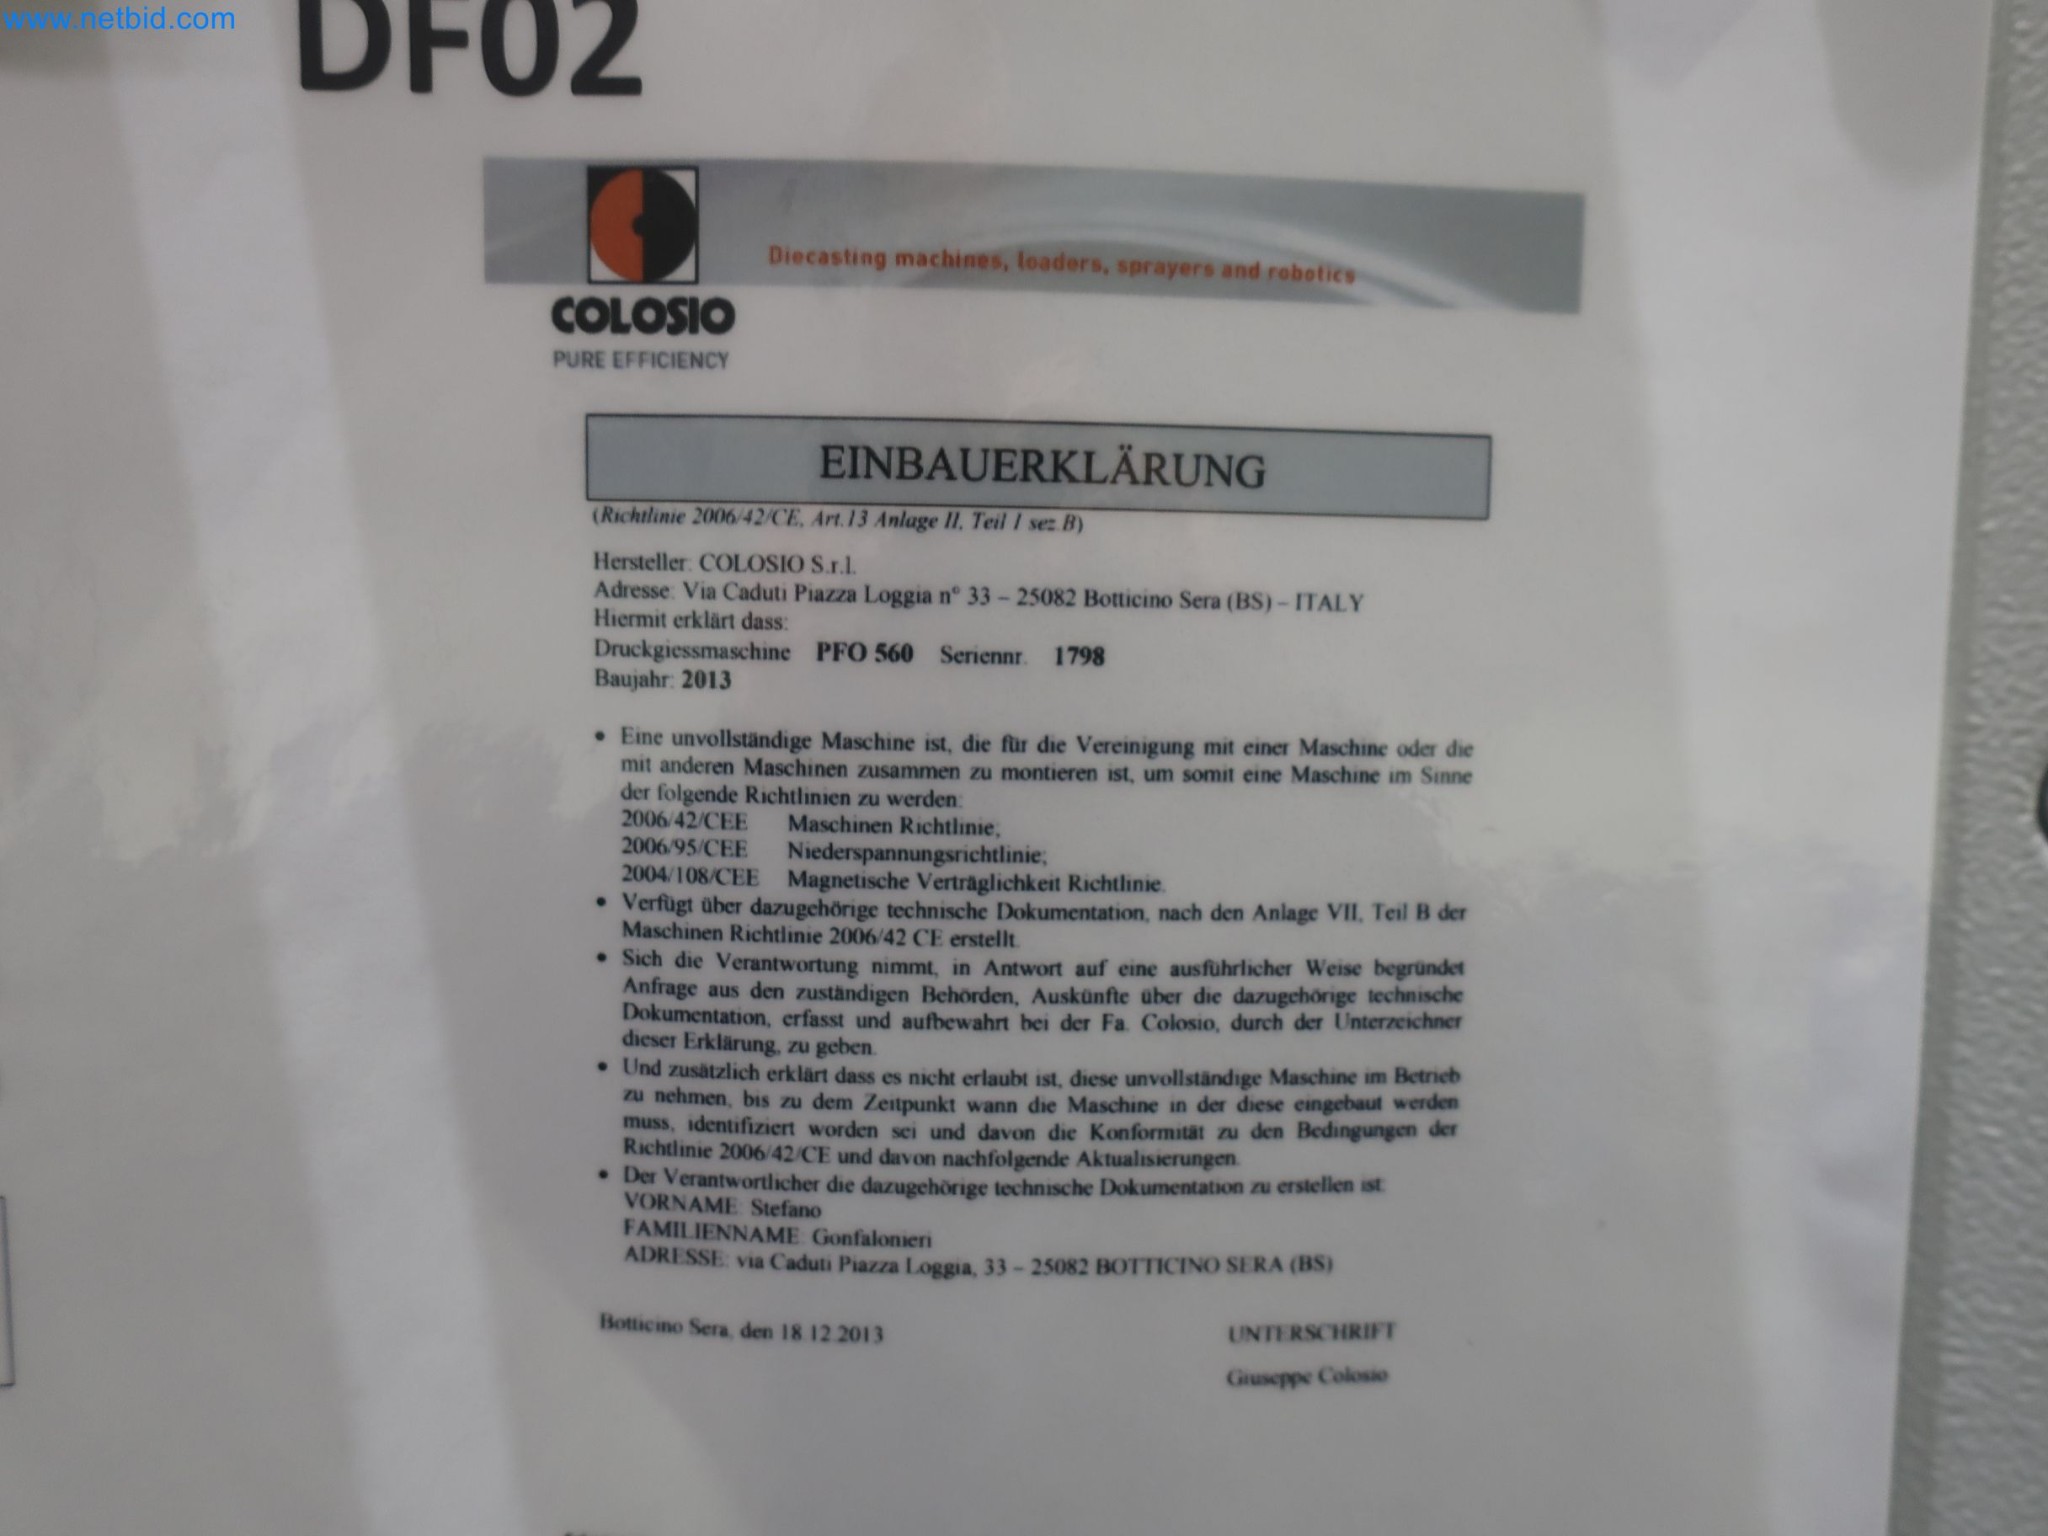 www.netbid.com
DF02
Diecasting machines, loaders, sprayers and robotics
COLOSIO
PURE EFFICIENCY
EINBAUERKLÄRUNG
(Richtlinie 2006/42/CE, Art.13 Anlage II, Teil 1 sez.B)
Hersteller: COLOSIO S.r.l.
Adresse: Via Caduti Piazza Loggia n° 33 – 25082 Botticino Sera (BS) – ITALY
Hiermit erklärt dass:
Druckgiessmaschine PFO 560 Seriennr. 1798
Baujahr: 2013
• Eine unvollständige Maschine ist, die für die Vereinigung mit einer Maschine oder die
mit anderen Maschinen zusammen zu montieren ist, um somit eine Maschine im Sinne
der folgende Richtlinien zu werden:
2006/42/CEE Maschinen Richtlinie;
2006/95/CEE Niederspannungsrichtlinie;
2004/108/CEE Magnetische Verträglichkeit Richtlinie.
• Verfügt über dazugehörige technische Dokumentation, nach den Anlage VII, Teil B der
Maschinen Richtlinie 2006/42 CE erstellt.
• Sich die Verantwortung nimmt, in Antwort auf eine ausführlicher Weise begründet
Anfrage aus den zuständigen Behörden, Auskünfte über die dazugehörige technische
Dokumentation, erfasst und aufbewahrt bei der Fa. Colosio, durch der Unterzeichner
dieser Erklärung, zu geben.
• Und zusätzlich erklärt dass es nicht erlaubt ist, diese unvollständige Maschine im Betrieb
zu nehmen, bis zu dem Zeitpunkt wann die Maschine in der diese eingebaut werden
muss, identifiziert worden sei und davon die Konformität zu den Bedingungen der
Richtlinie 2006/42/CE und davon nachfolgende Aktualisierungen.
• Der Verantwortlicher die dazugehörige technische Dokumentation zu erstellen ist:
VORNAME: Stefano
FAMILIENNAME: Gonfalonieri
ADRESSE: via Caduti Piazza Loggia, 33 – 25082 BOTTICINO SERA (BS)
Botticino Sera, den 18.12.2013
UNTERSCHRIFT
Giuseppe Colosio